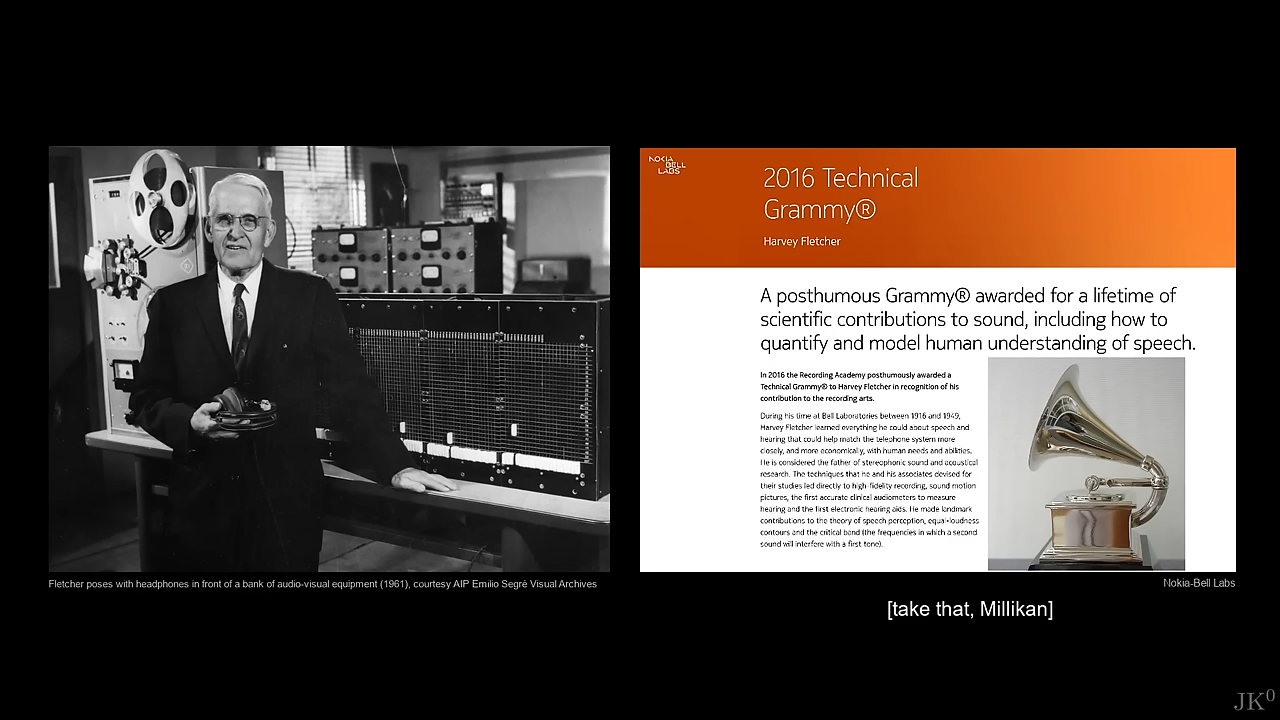 NOKIA
BELL
LABS
2016 Technical
Grammy®
Harvey Fletcher
A posthumous Grammy® awarded for a lifetime of
scientific contributions to sound, including how to
quantify and model human understanding of speech.
In 2016 the Recording Academy posthumously awarded a
Technical Grammy® to Harvey Fletcher in recognition of his
contribution to the recording arts.
During his time at Bell Laboratories between 1916 and 1949,
Harvey Fletcher learned everything he could about speech and
hearing that could help match the telephone system more
closely, and more economically, with human needs and abilities.
He is considered the father of stereophonic sound and acoustical
research. The techniques that he and his associates devised for
their studies led directly to high-fidelity recording, sound motion
pictures, the first accurate clinical audiometers to measure
hearing and the first electronic hearing aids. He made landmark
contributions to the theory of speech perception, equal-loudness
contours and the critical band (the frequencies in which a second
sound will interfere with a first tone).
Fletcher poses with headphones in front of a bank of audio-visual equipment (1961), courtesy AIP Emilio Segrè Visual Archives
Nokia-Bell Labs
[take that, Millikan]
JK⁰